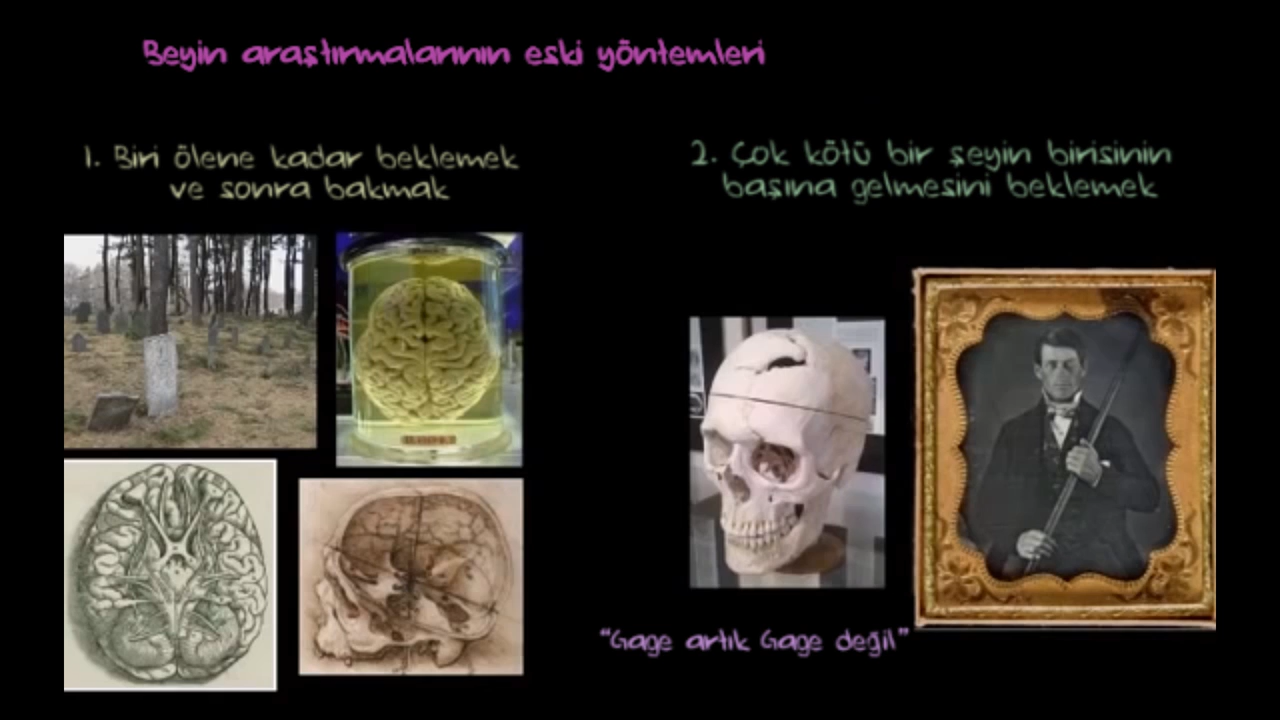 Beyin araştırmalarının eski yöntemleri
1. Biri ölene kadar beklemek
ve sonra bakmak
2. Çok kötü bir şeyin birisinin
başına gelmesini beklemek
"Gage artık Gage değil"